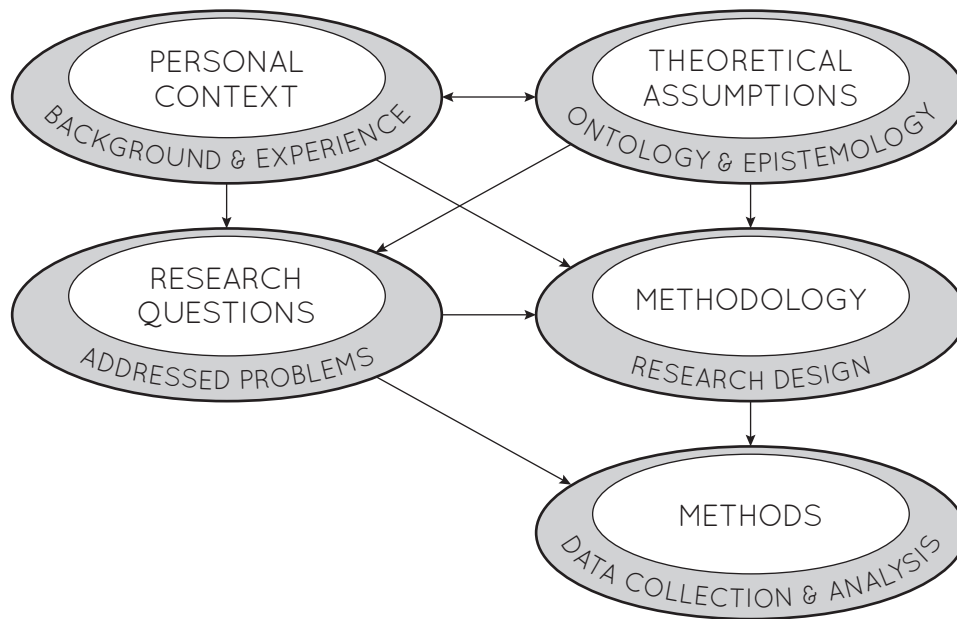 PERSONAL
CONTEXT
BACKGROUND & EXPERIENCE
THEORETICAL
ASSUMPTIONS
ONTOLOGY & EPISTEMOLOGY
RESEARCH
QUESTIONS
ADDRESSED PROBLEMS
METHODOLOGY
RESEARCH DESIGN
METHODS
DATA COLLECTION & ANALYSIS